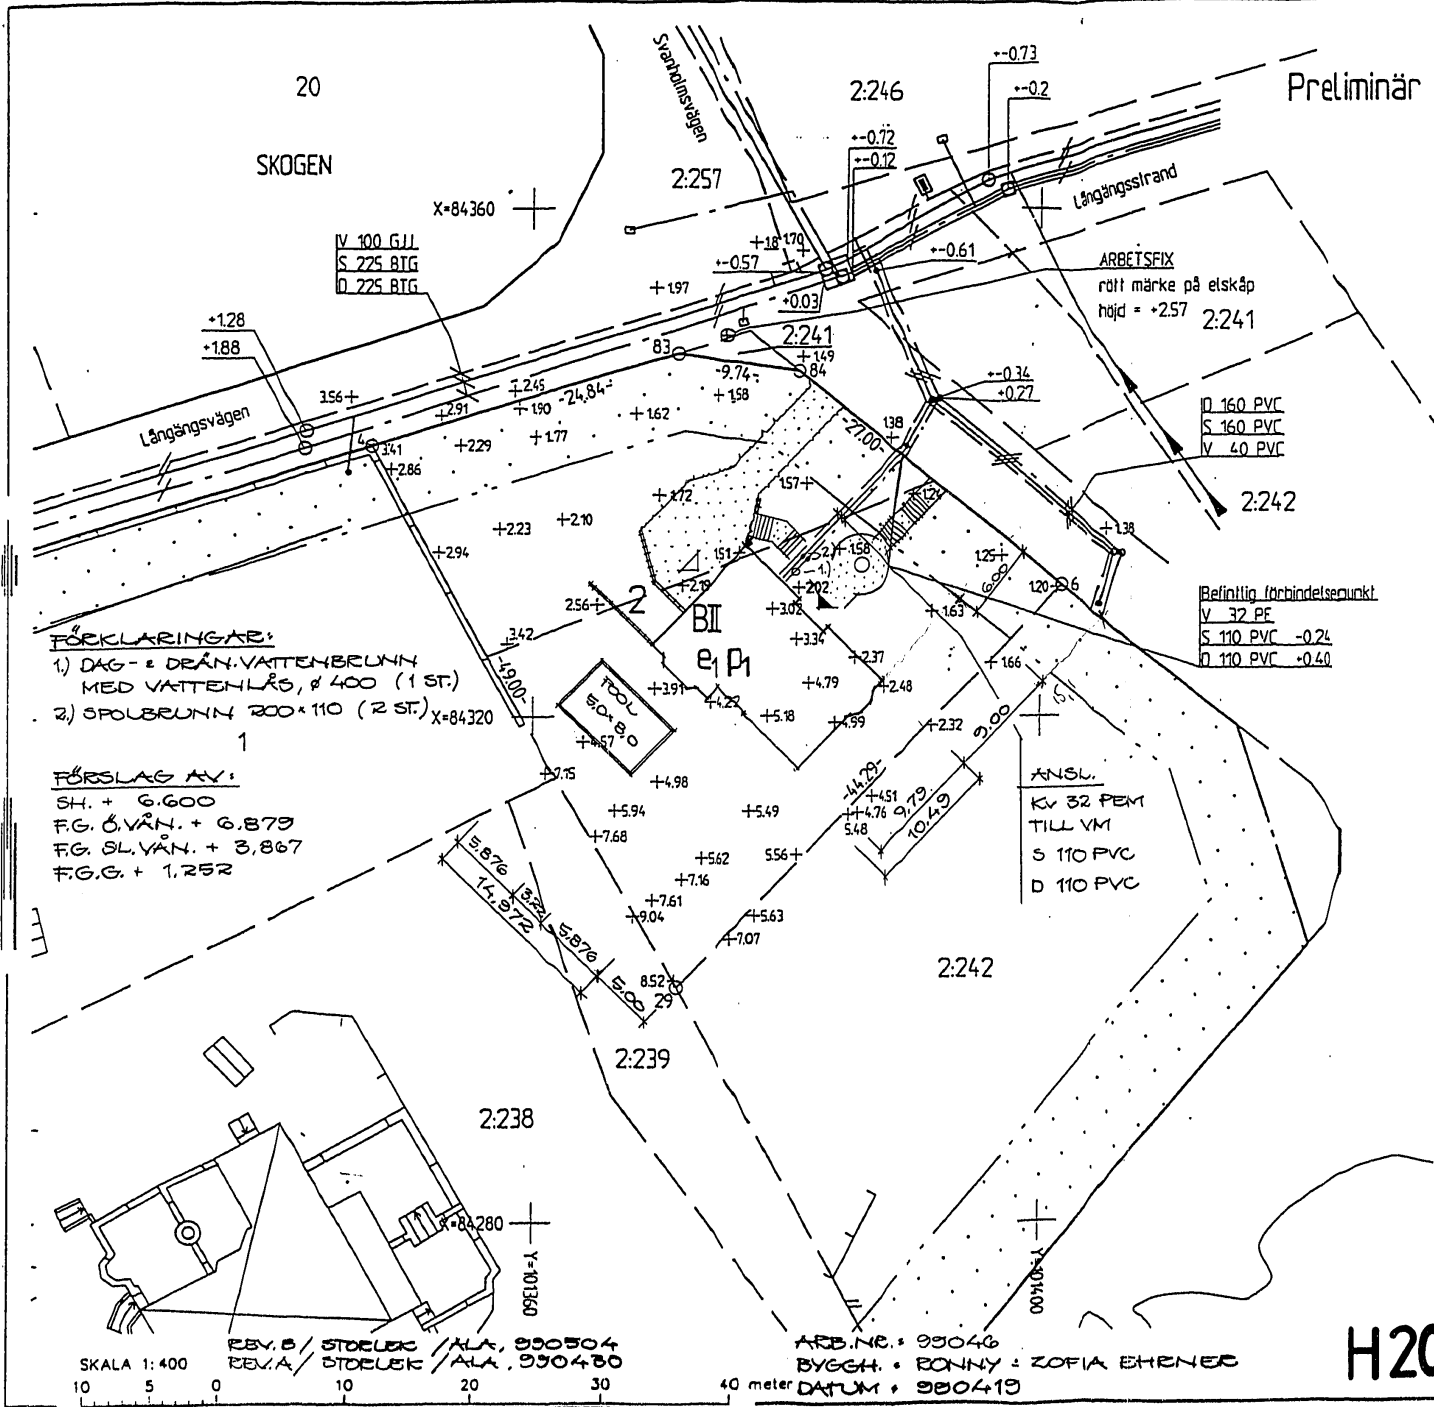 Preliminär
20
SKOGEN
Svanholmsvägen
2:246
2:257
+-0.73
+-0.2
+-0.72
+-0.12
X=84360
Långängsstrand
V 100 GJJ
S 225 BTG
D 225 BTG
+1.8
1.70
+-0.57
+-0.61
+0.03
+1.97
ARBETSFIX
rött märke på elskåp
höjd = +2.57
2:241
2:241
+1.28
+1.88
83
84
+1.49
-9.74-
+1.58
+-0.34
+0.27
3.56+
+2.45
-24.84-
+2.91
+1.90
+1.62
Långängsvägen
4
3.41
+2.29
+1.77
+2.86
1.38
-27.00-
D 160 PVC
S 160 PVC
V 40 PVC
2:242
1.57+
+1.72
+1.24
+2.23
+2.10
+2.94
1.51
+1.58
2.)
1.)
+1.38
1.25+
6.00
1.20
6
+2.19
+2.02
2.56+
2
BII
e1 p1
+3.02
+1.63
Befintlig förbindelsepunkt
V 32 PE
S 110 PVC -0.24
D 110 PVC +0.40
+3.34
+2.37
+1.66
+3.42
-49.00-
FÖRKLARINGAR:
1.) DAG- & DRÄN.VATTENBRUNN
MED VATTENLÅS, ø 400 (1 ST.)
2.) SPOLBRUNN 200×110 (2 ST.)
X=84320
POOL
5,0×8,0
+3.91
+4.27
+4.79
+2.48
+5.18
+4.99
+2.32
9.00
1
+4.57
+7.15
+4.98
-44.29-
+4.51
+4.76
5.48
9.79
10.49
ANSL.
KV 32 PEM
TILL VM
S 110 PVC
D 110 PVC
FÖRSLAG AV:
SH. + 6.600
F.G. Ö.VÅN. + 6.879
F.G. SL.VÅN. + 3,867
F.G.G. + 1,252
+5.94
+5.49
+7.68
5.876
14.972
3.22
5.876
5.00
+5.62
5.56+
+7.16
+7.61
+9.04
+5.63
+7.07
8.52
29
2:242
2:239
2:238
X=84280
Y=101360
Y=101400
REV.B / STORLEK / ALA, 990504
REV.A / STORLEK / ALA, 990430
ARB.NR.: 99046
BYGGH. : RONNY & ZOFIA EHRNER
DATUM : 990419
H20
SKALA 1:400
10 5 0 10 20 30 40 meter